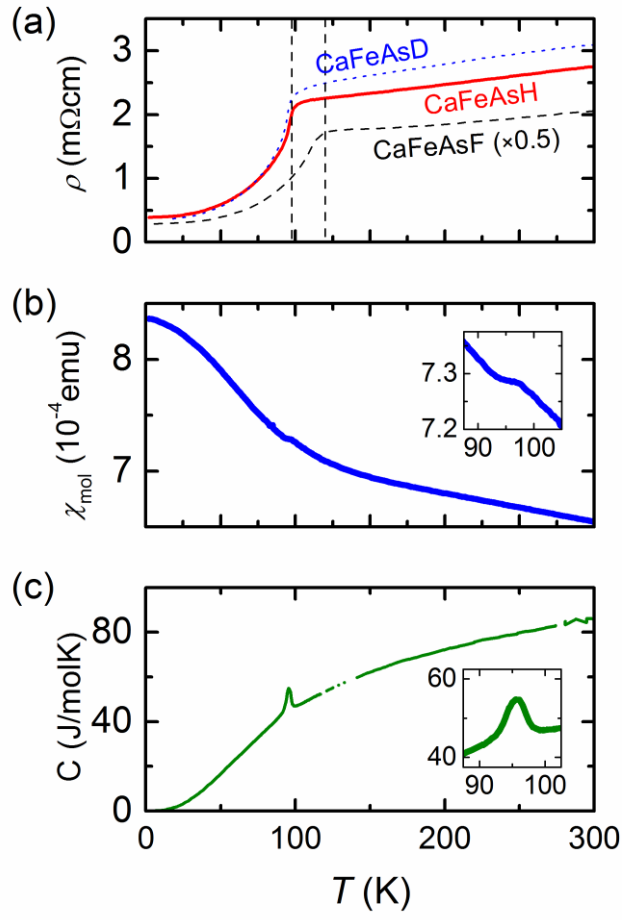 (a)
3
2
1
0
ρ (mΩcm)
CaFeAsD
CaFeAsH
CaFeAsF (×0.5)
(b)
8
7
χmol (10-4emu)
7.3
7.2
90 100
(c)
80
40
0
C (J/molK)
60
40
90 100
0 100 200 300
T (K)